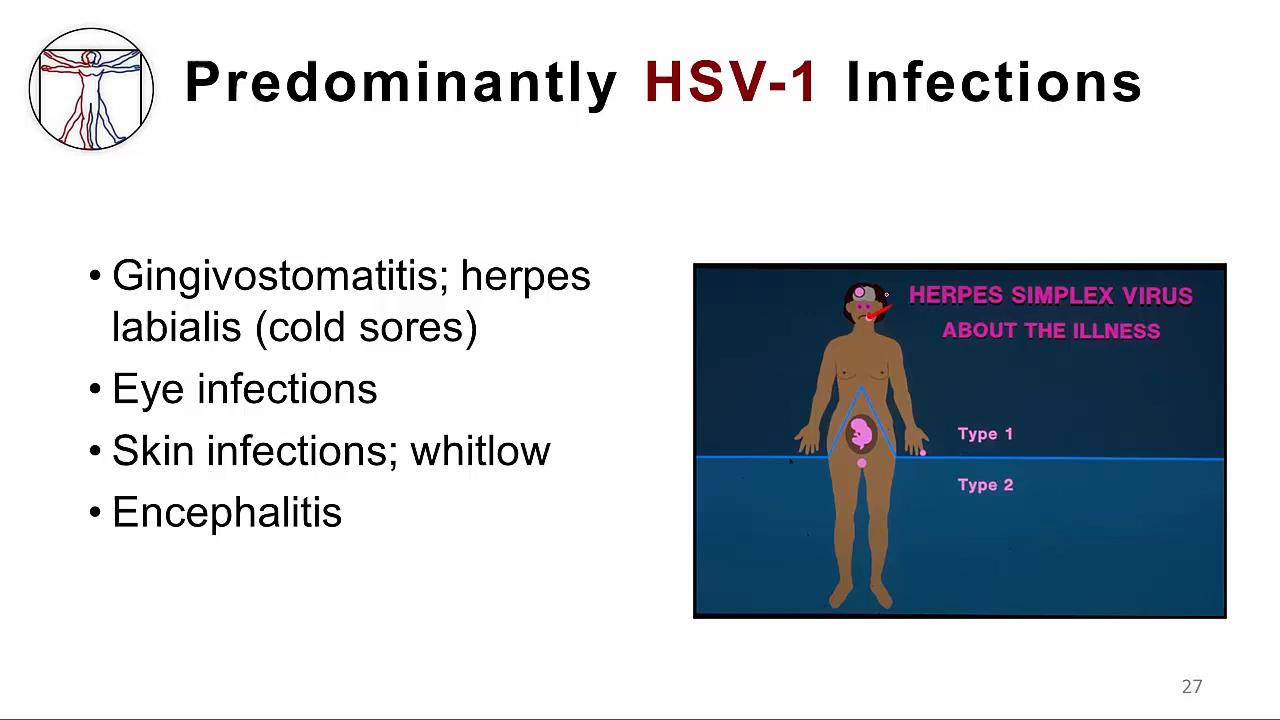 Predominantly HSV-1 Infections
• Gingivostomatitis; herpes
labialis (cold sores)
• Eye infections
• Skin infections; whitlow
• Encephalitis
HERPES SIMPLEX VIRUS
ABOUT THE ILLNESS
Type 1
Type 2
27